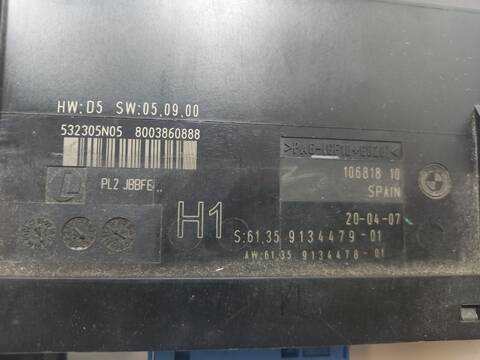 HW:D5 SW:05.09.00
532305N05 8003860888
PL2 JBBFE
106818 10
SPAIN
H1
20-04-07
S:61.35 9134479-01
AW:61.35 9134478-01